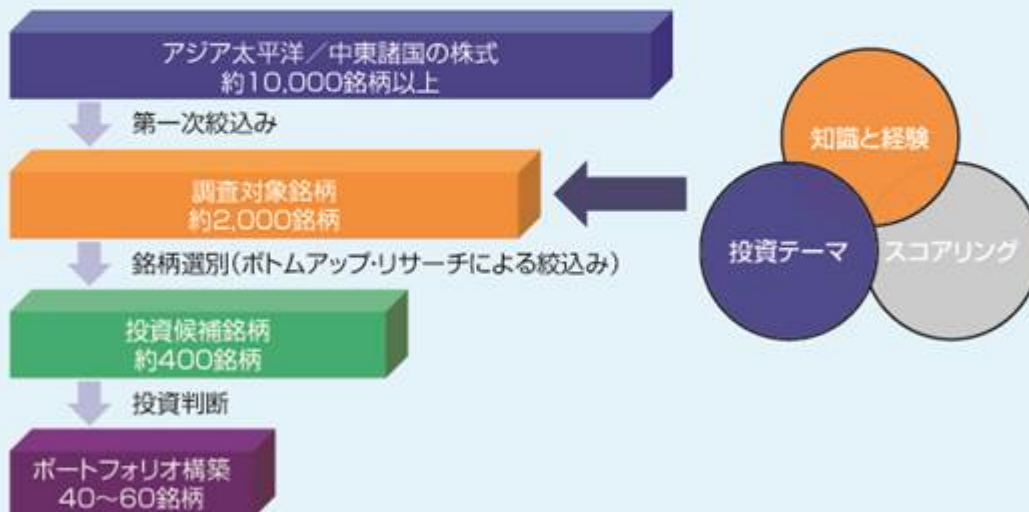 アジア太平洋／中東諸国の株式
約10,000銘柄以上
第一次絞込み
調査対象銘柄
約2,000銘柄
銘柄選別(ボトムアップ・リサーチによる絞込み)
投資候補銘柄
約400銘柄
投資判断
ポートフォリオ構築
40〜60銘柄
知識と経験
投資テーマ
スコアリング